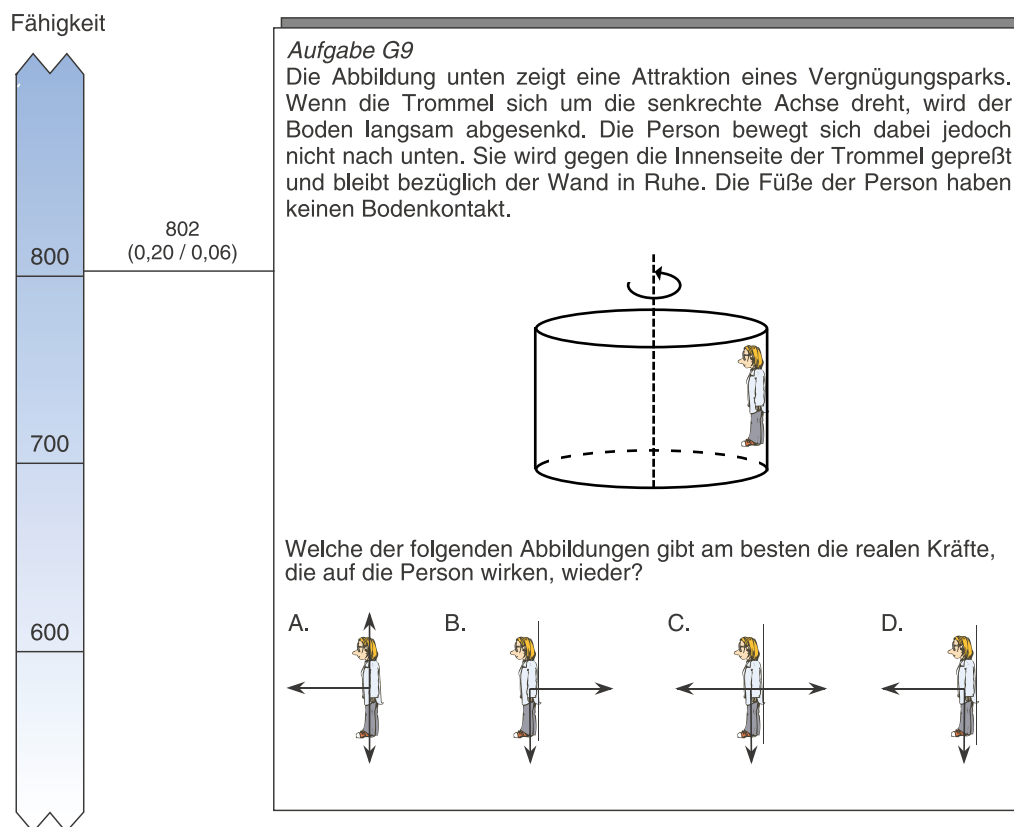 Fähigkeit
Aufgabe G9
Die Abbildung unten zeigt eine Attraktion eines Vergnügungsparks.
Wenn die Trommel sich um die senkrechte Achse dreht, wird der
Boden langsam abgesenkd. Die Person bewegt sich dabei jedoch
nicht nach unten. Sie wird gegen die Innenseite der Trommel gepreßt
und bleibt bezüglich der Wand in Ruhe. Die Füße der Person haben
keinen Bodenkontakt.
802
(0,20 / 0,06)
800
700
600
Welche der folgenden Abbildungen gibt am besten die realen Kräfte,
die auf die Person wirken, wieder?
A. B. C. D.